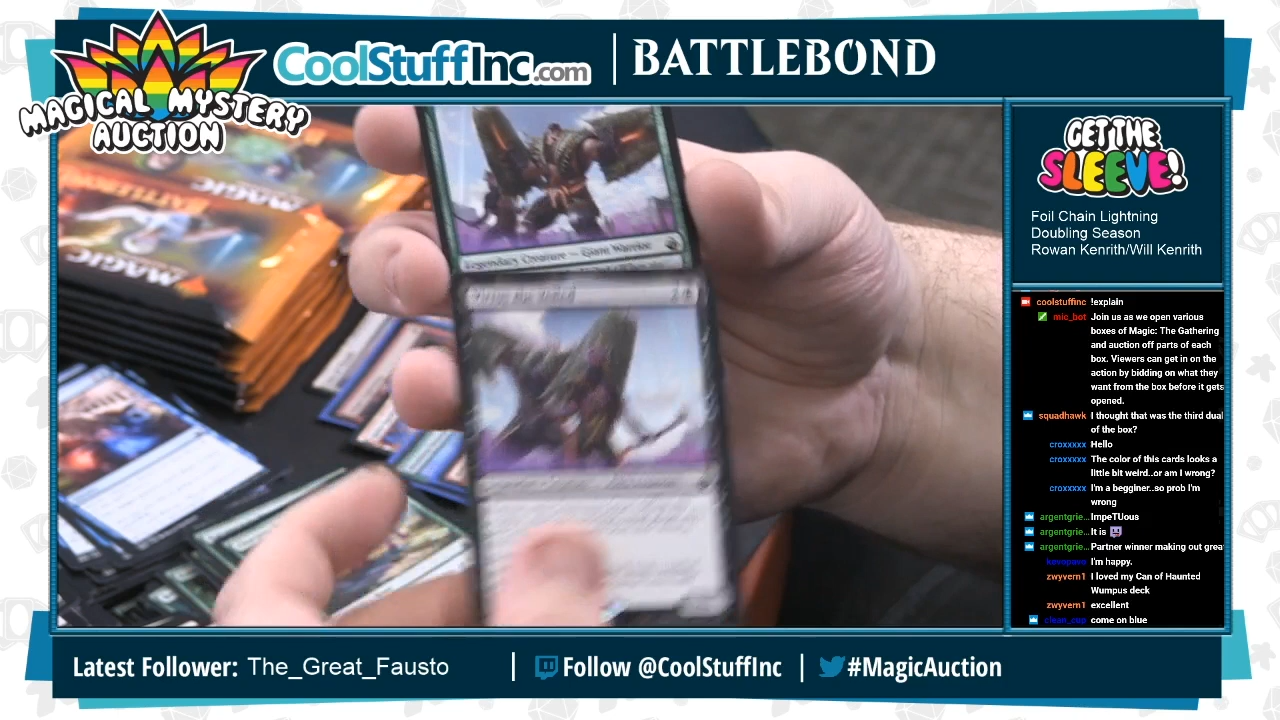 MAGICAL MYSTERY
AUCTION
CoolStuffInc.com
BATTLEBOND
GET THE
SLEEVE!
Foil Chain Lightning
Doubling Season
Rowan Kenrith/Will Kenrith
MAGIC
BATTLEBOND
MAGIC
Legendary Creature — Giant Warrior
coolstuffinc !explain
mic_bot Join us as we open various
boxes of Magic: The Gathering
and auction off parts of each
box. Viewers can get in on the
action by bidding on what they
want from the box before it gets
opened.
squadhawk I thought that was the third dual
of the box?
croxxxxx Hello
croxxxxx The color of this cards looks a
little bit weird..or am I wrong?
croxxxxx I'm a begginer..so prob I'm
wrong
argentgrie... ImpeTUous
argentgrie... It is
argentgrie... Partner winner making out grea
kavopavo I'm happy.
zwyvern1 I loved my Can of Haunted
Wumpus deck
zwyvern1 excellent
clean_cup come on blue
Latest Follower: The_Great_Fausto
Follow @CoolStuffInc
#MagicAuction